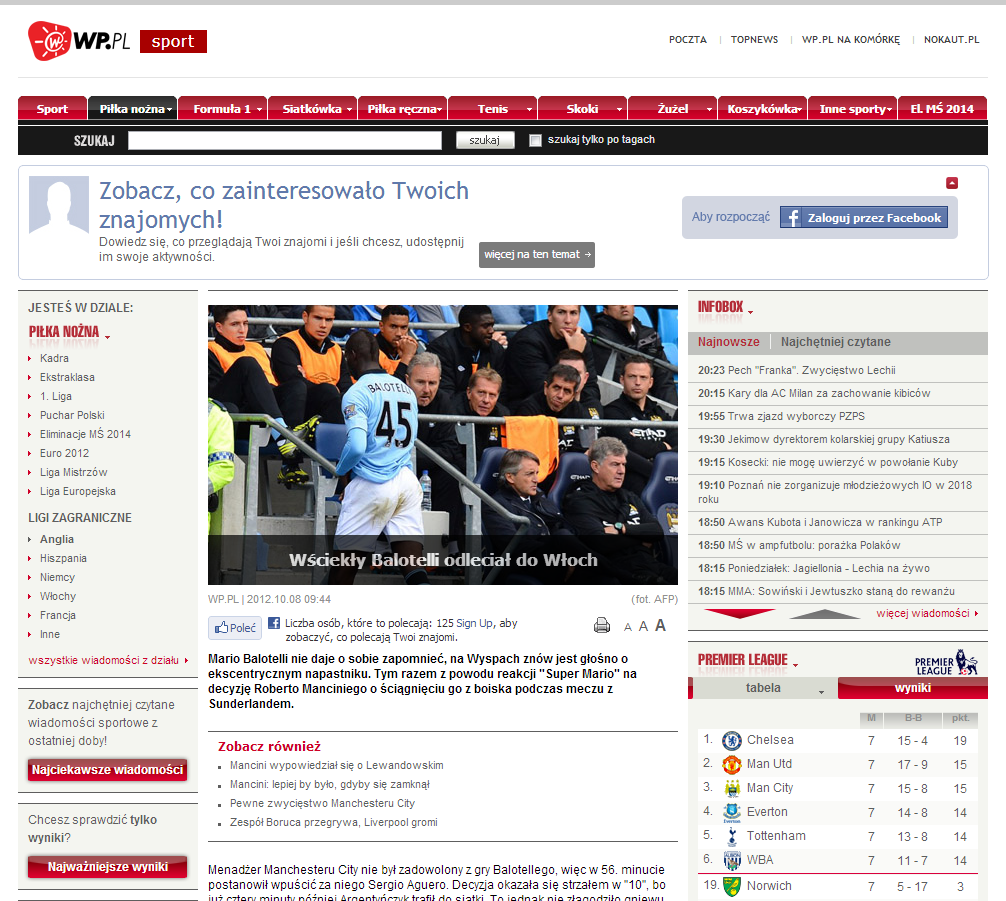 WP.PL sport
POCZTA | TOPNEWS | WP.PL NA KOMÓRKĘ | NOKAUT.PL
Sport Piłka nożna Formuła 1 Siatkówka Piłka ręczna Tenis Skoki Żużel Koszykówka Inne sporty El. MŚ 2014
SZUKAJ szukaj szukaj tylko po tagach
Zobacz, co zainteresowało Twoich
znajomych!
Dowiedz się, co przeglądają Twoi znajomi i jeśli chcesz, udostępnij
im swoje aktywności.
więcej na ten temat
Aby rozpocząć f Zaloguj przez Facebook
JESTEŚ W DZIALE:
PIŁKA NOŻNA
Kadra
Ekstraklasa
1. Liga
Puchar Polski
Eliminacje MŚ 2014
Euro 2012
Liga Mistrzów
Liga Europejska
LIGI ZAGRANICZNE
Anglia
Hiszpania
Niemcy
Włochy
Francja
Inne
wszystkie wiadomości z działu
Zobacz najchętniej czytane
wiadomości sportowe z
ostatniej doby!
Najciekawsze wiadomości
Chcesz sprawdzić tylko
wyniki?
Najważniejsze wyniki
BALOTELLI
45
ETIHAD
Wściekły Balotelli odleciał do Włoch
WP.PL | 2012.10.08 09:44 (fot. AFP)
Poleć Liczba osób, które to polecają: 125 Sign Up, aby
zobaczyć, co polecają Twoi znajomi.
A A A
Mario Balotelli nie daje o sobie zapomnieć, na Wyspach znów jest głośno o
ekscentrycznym napastniku. Tym razem z powodu reakcji "Super Mario" na
decyzję Roberto Manciniego o ściągnięciu go z boiska podczas meczu z
Sunderlandem.
Zobacz również
Mancini wypowiedział się o Lewandowskim
Mancini: lepiej by było, gdyby się zamknął
Pewne zwycięstwo Manchesteru City
Zespół Boruca przegrywa, Liverpool gromi
Menadżer Manchesteru City nie był zadowolony z gry Balotellego, więc w 56. minucie
postanowił wpuścić za niego Sergio Aguero. Decyzja okazała się strzałem w "10", bo
już cztery minuty później Argentyńczyk trafił do siatki. To jednak nie złagodziło gniewu
INFOBOX
Najnowsze Najchętniej czytane
20:23 Pech "Franka". Zwycięstwo Lechii
20:15 Kary dla AC Milan za zachowanie kibiców
19:55 Trwa zjazd wyborczy PZPS
19:30 Jekimow dyrektorem kolarskiej grupy Katiusza
19:15 Kosecki: nie mogę uwierzyć w powołanie Kuby
19:10 Poznań nie zorganizuje młodzieżowych IO w 2018
roku
18:50 Awans Kubota i Janowicza w rankingu ATP
18:50 MŚ w ampfutbolu: porażka Polaków
18:15 Poniedziałek: Jagiellonia - Lechia na żywo
18:15 MMA: Sowiński i Jewtuszko staną do rewanżu
więcej wiadomości
PREMIER LEAGUE PREMIER
LEAGUE
tabela wyniki
M B-B pkt.
1. Chelsea 7 15 - 4 19
2. Man Utd 7 17 - 9 15
3. Man City 7 15 - 8 15
4. Everton 7 14 - 8 14
5. Tottenham 7 13 - 8 14
6. WBA 7 11 - 7 14
19. Norwich 7 5 - 17 3